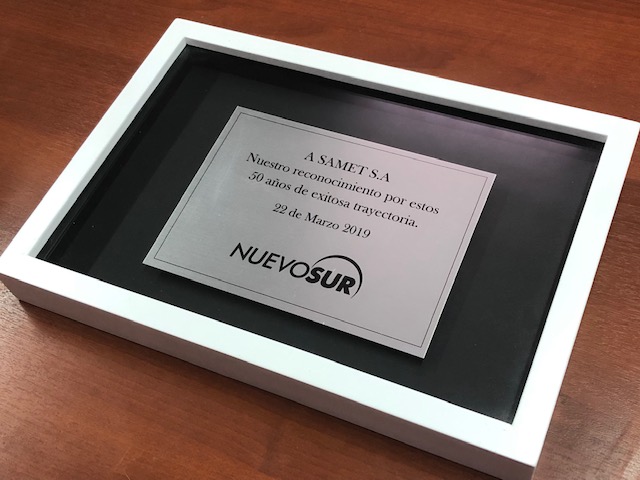 A SAMET S.A
Nuestro reconocimiento por estos
50 años de exitosa trayectoria.
22 de Marzo 2019
NUEVOSUR